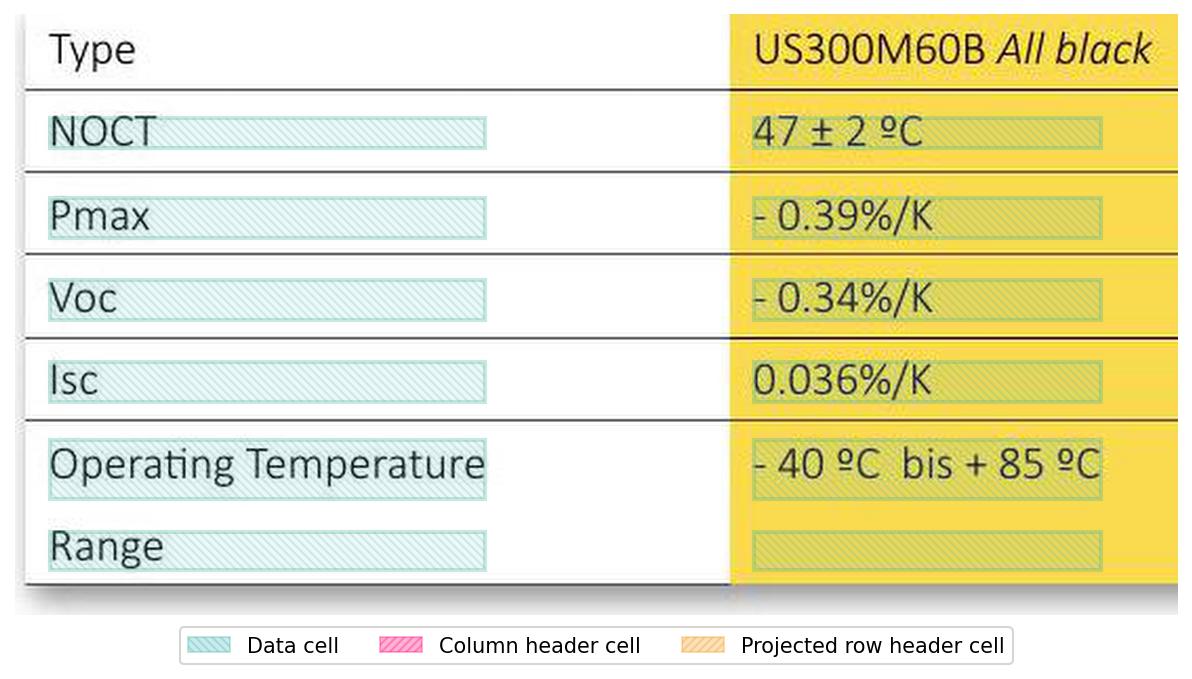 Type US300M60B All black
NOCT 47 ± 2 ºC
Pmax - 0.39%/K
Voc - 0.34%/K
Isc 0.036%/K
Operating Temperature - 40 ºC bis + 85 ºC
Range
Data cell Column header cell Projected row header cell